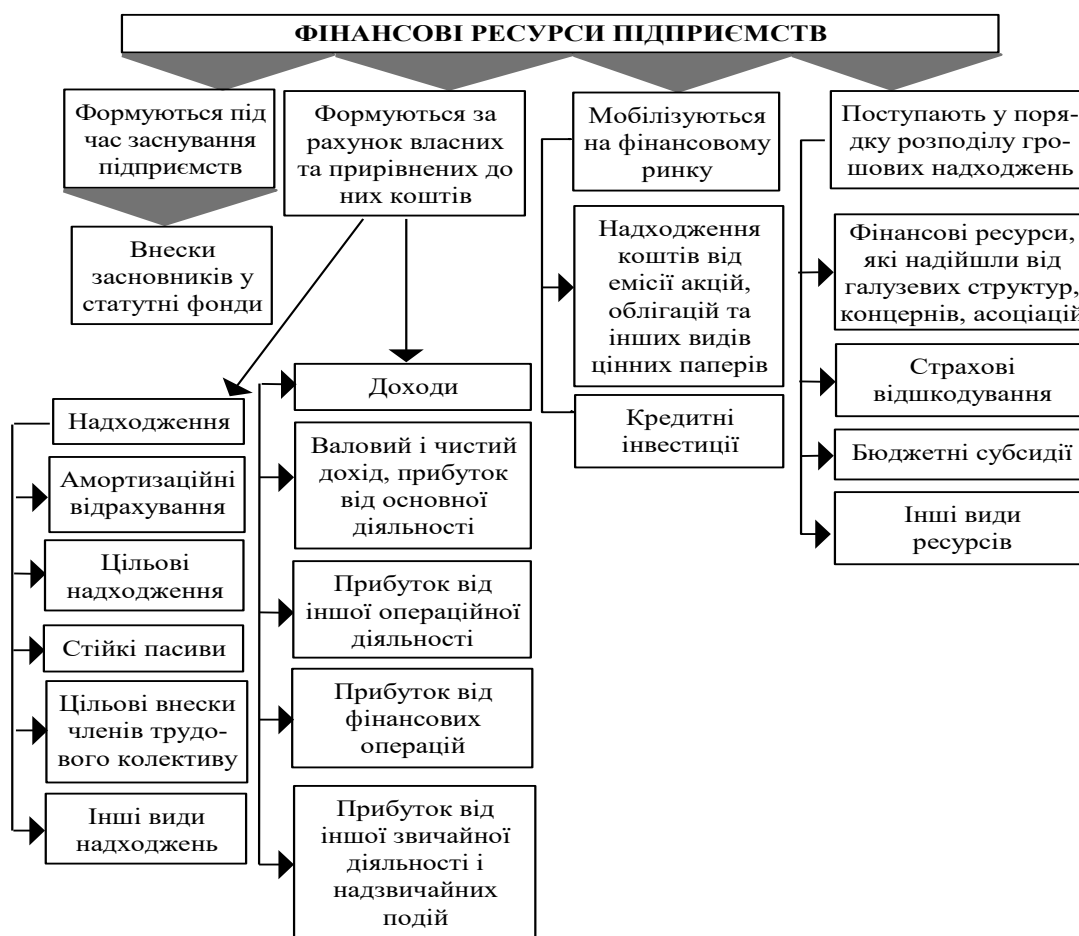 ФІНАНСОВІ РЕСУРСИ ПІДПРИЄМСТВ
Формуються під
час заснування
підприємств
Внески
засновників у
статутні фонди
Формуються за
рахунок власних
та прирівнених до
них коштів
Надходження
Амортизаційні
відрахування
Цільові
надходження
Стійкі пасиви
Цільові внески
членів трудо-
вого колективу
Інші види
надходжень
Доходи
Валовий і чистий
дохід, прибуток
від основної
діяльності
Прибуток від
іншої операційної
діяльності
Прибуток від
фінансових
операцій
Прибуток від
іншої звичайної
діяльності і
надзвичайних
подій
Мобілізуються
на фінансовому
ринку
Надходження
коштів від
емісії акцій,
облігацій та
інших видів
цінних паперів
Кредитні
інвестиції
Поступають у поря-
дку розподілу гро-
шових надходжень
Фінансові ресурси,
які надійшли від
галузевих структур,
концернів, асоціацій
Страхові
відшкодування
Бюджетні субсидії
Інші види
ресурсів